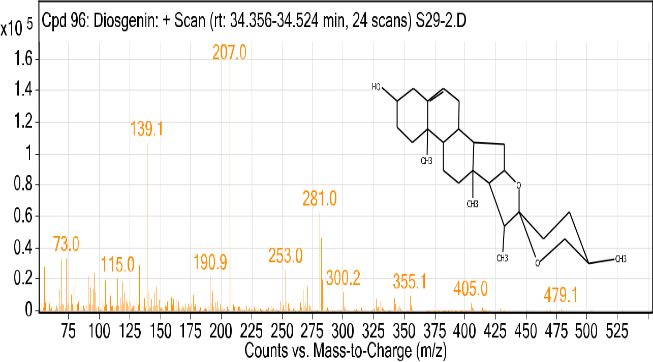 Cpd 96: Diosgenin: + Scan (rt: 34.356-34.524 min, 24 scans) S29-2.D
x10 5
207.0
1.6
1.4
1.2
1
0.8
0.6
0.4
0.2
0
139.1
281.0
73.0
115.0
190.9
253.0
300.2
355.1
405.0
479.1
HO
CH3
CH3
O
CH3
O
CH3
75 100 125 150 175 200 225 250 275 300 325 350 375 400 425 450 475 500 525
Counts vs. Mass-to-Charge (m/z)